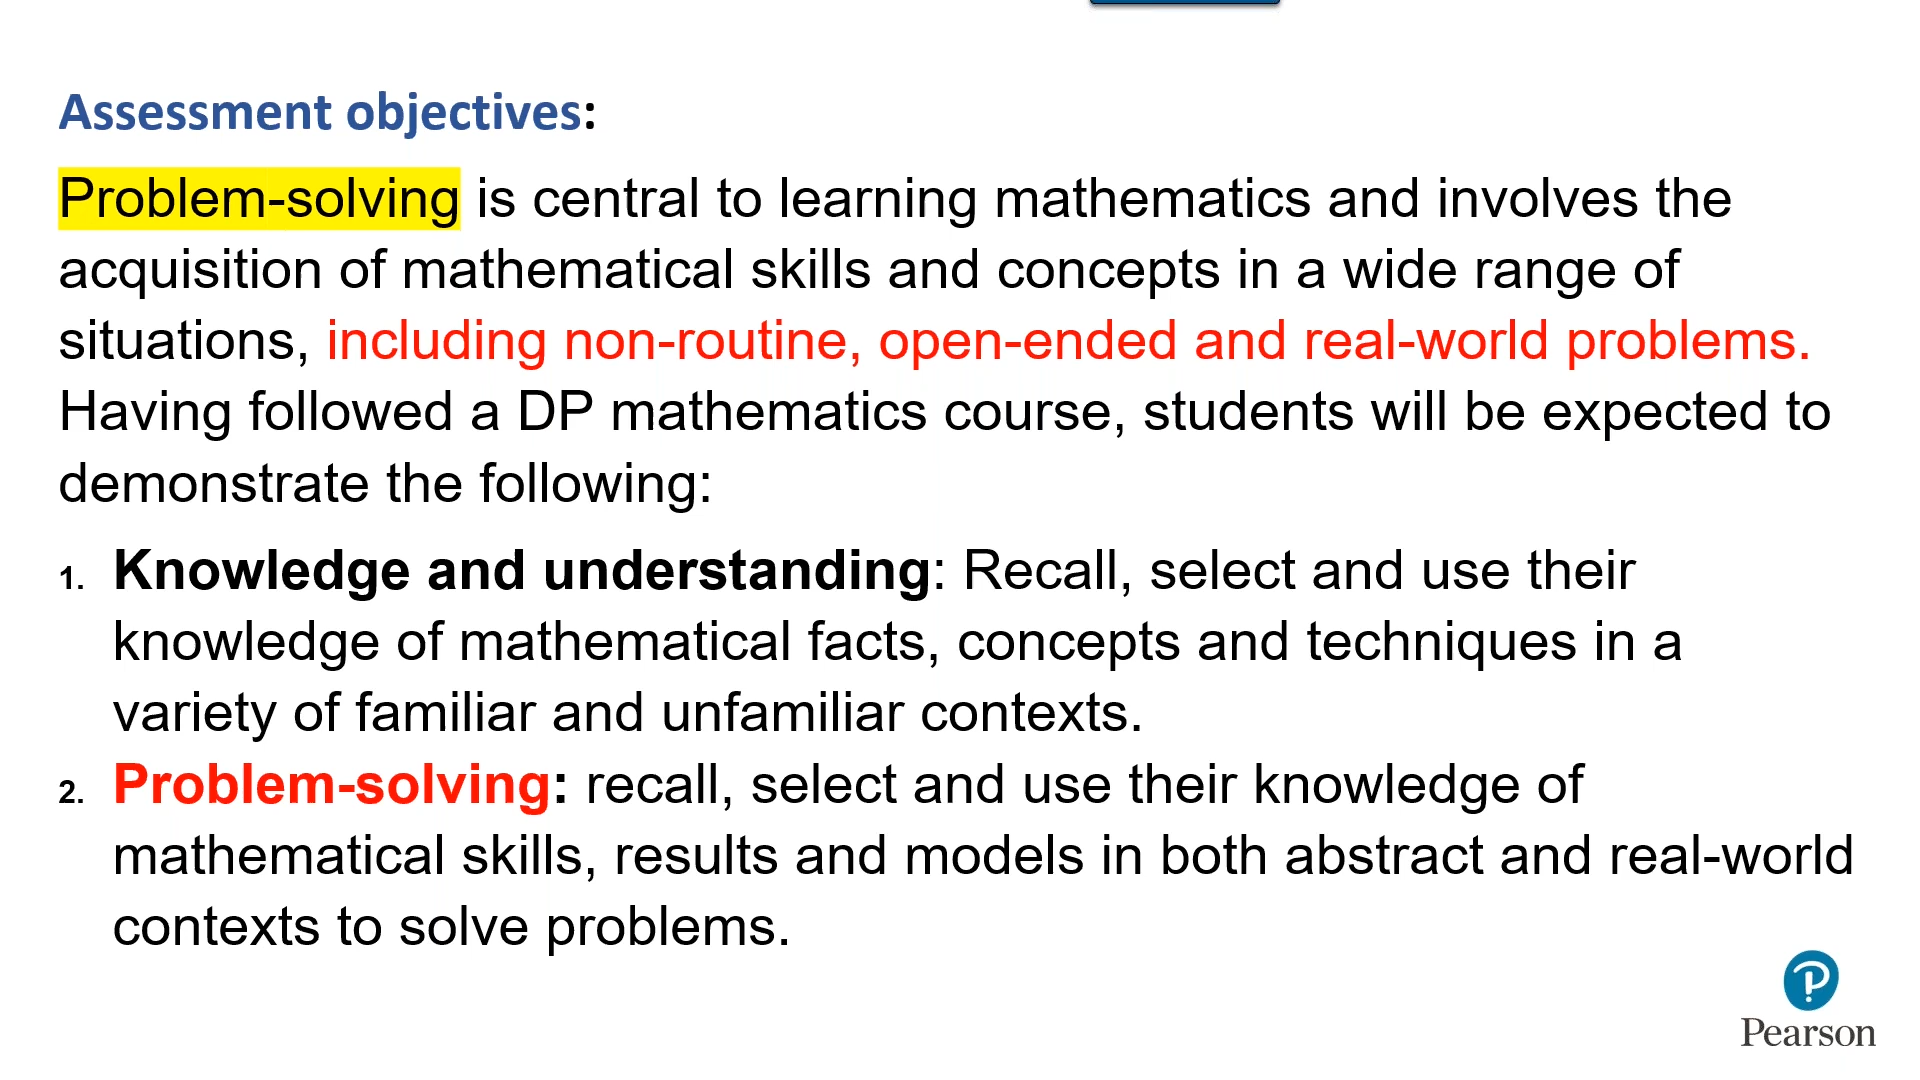 Assessment objectives:
Problem-solving is central to learning mathematics and involves the
acquisition of mathematical skills and concepts in a wide range of
situations, including non-routine, open-ended and real-world problems.
Having followed a DP mathematics course, students will be expected to
demonstrate the following:
1. Knowledge and understanding: Recall, select and use their
knowledge of mathematical facts, concepts and techniques in a
variety of familiar and unfamiliar contexts.
2. Problem-solving: recall, select and use their knowledge of
mathematical skills, results and models in both abstract and real-world
contexts to solve problems.
Pearson